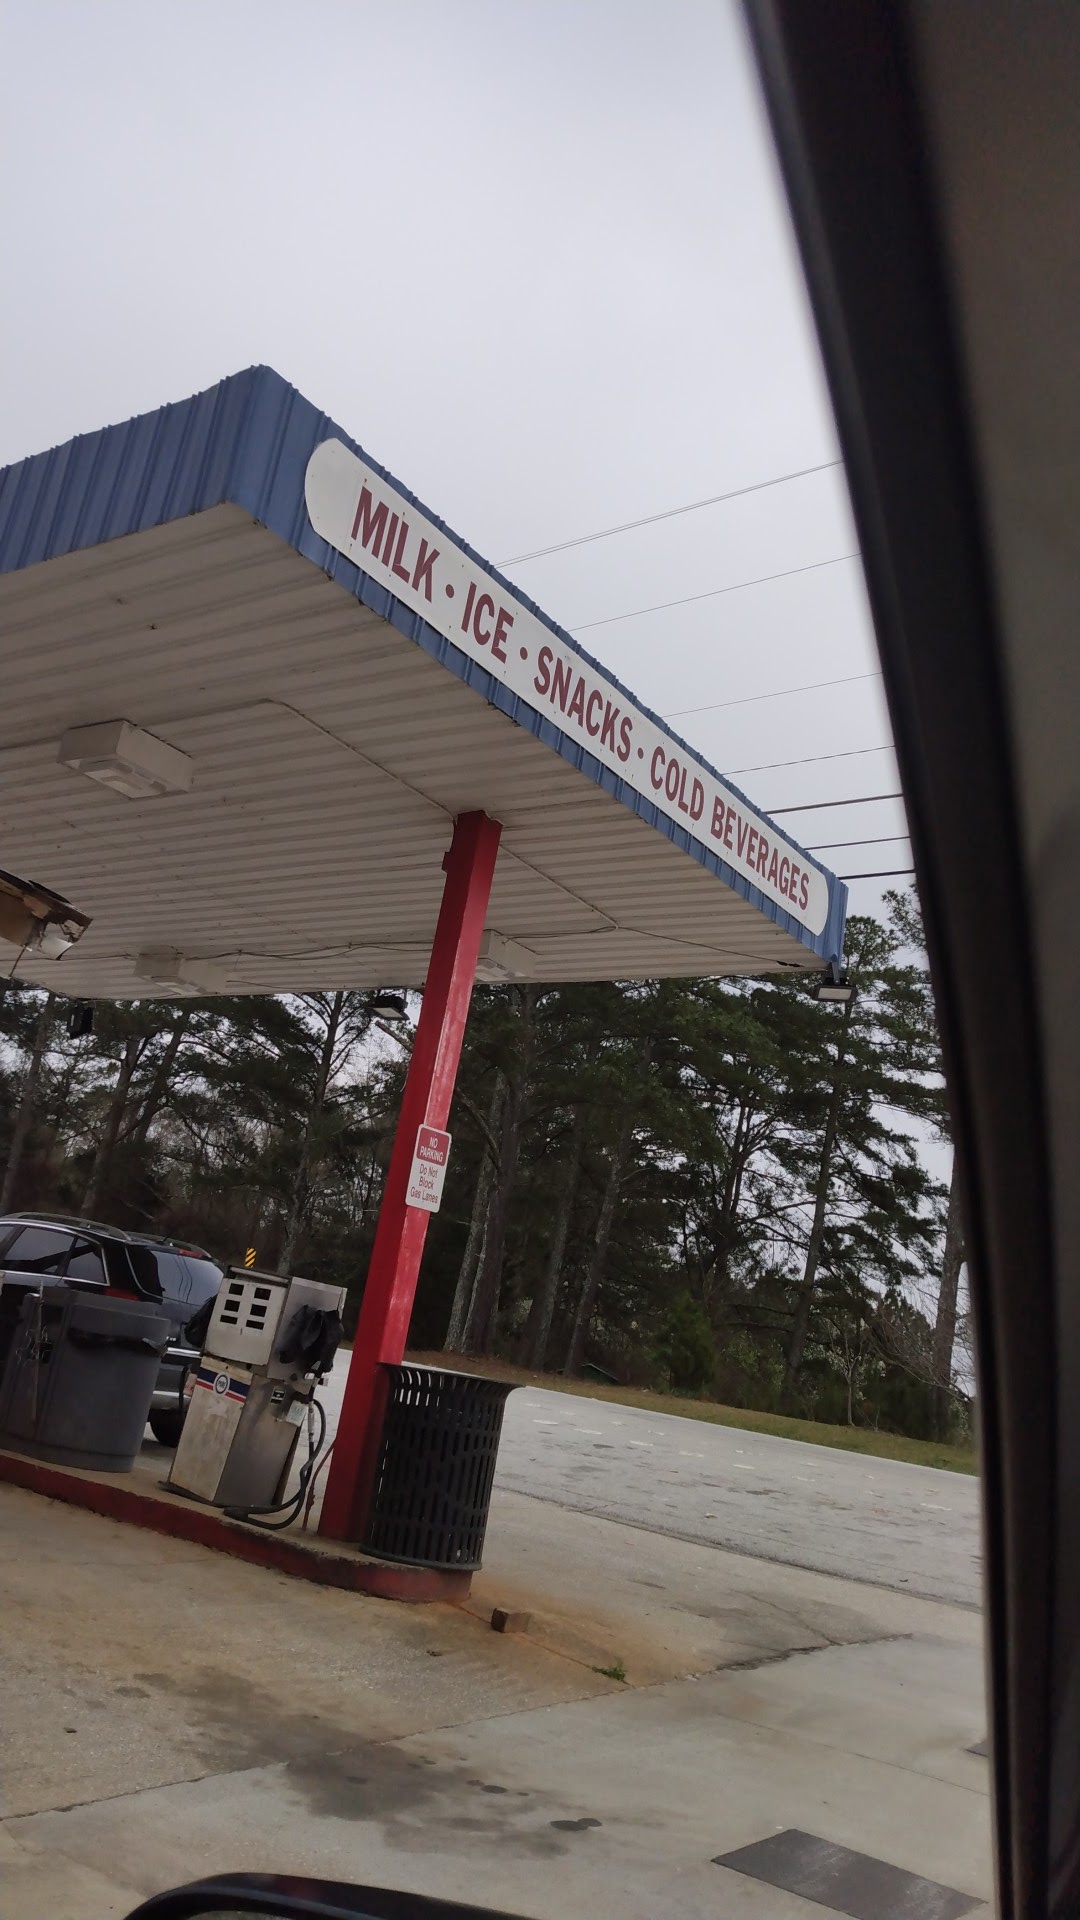 MILK · ICE · SNACKS · COLD BEVERAGES
NO
PARKING
Do Not
Block
Gas Lanes